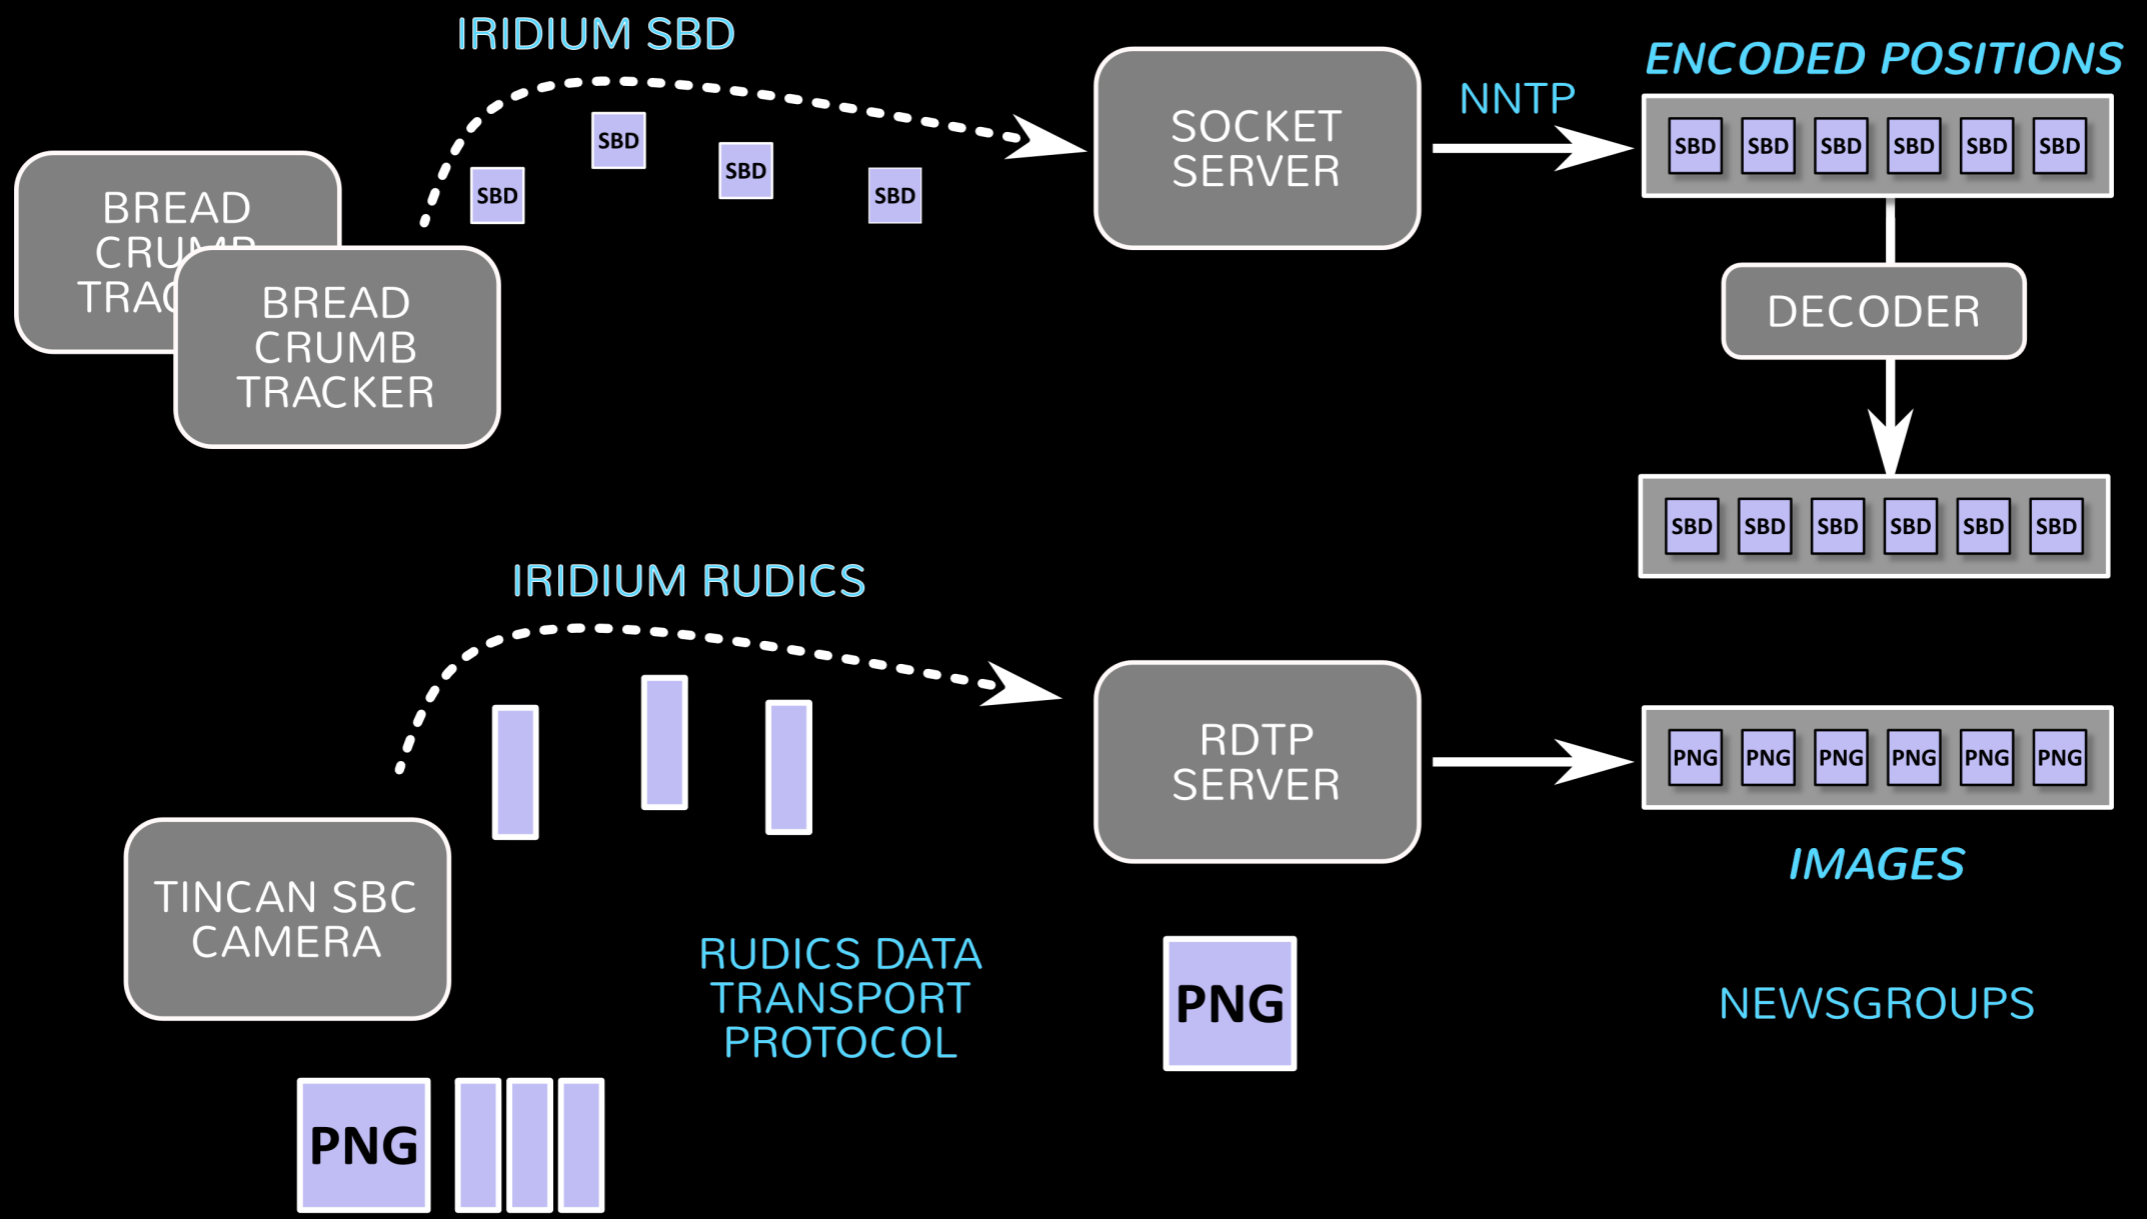 IRIDIUM SBD
ENCODED POSITIONS
NNTP
SOCKET
SERVER
SBD
SBD
SBD
SBD
SBD SBD SBD SBD SBD SBD
BREAD
CRUMB
TRAC
BREAD
CRUMB
TRACKER
DECODER
SBD SBD SBD SBD SBD SBD
IRIDIUM RUDICS
RDTP
SERVER
PNG PNG PNG PNG PNG PNG
IMAGES
TINCAN SBC
CAMERA
RUDICS DATA
TRANSPORT
PROTOCOL
PNG
NEWSGROUPS
PNG